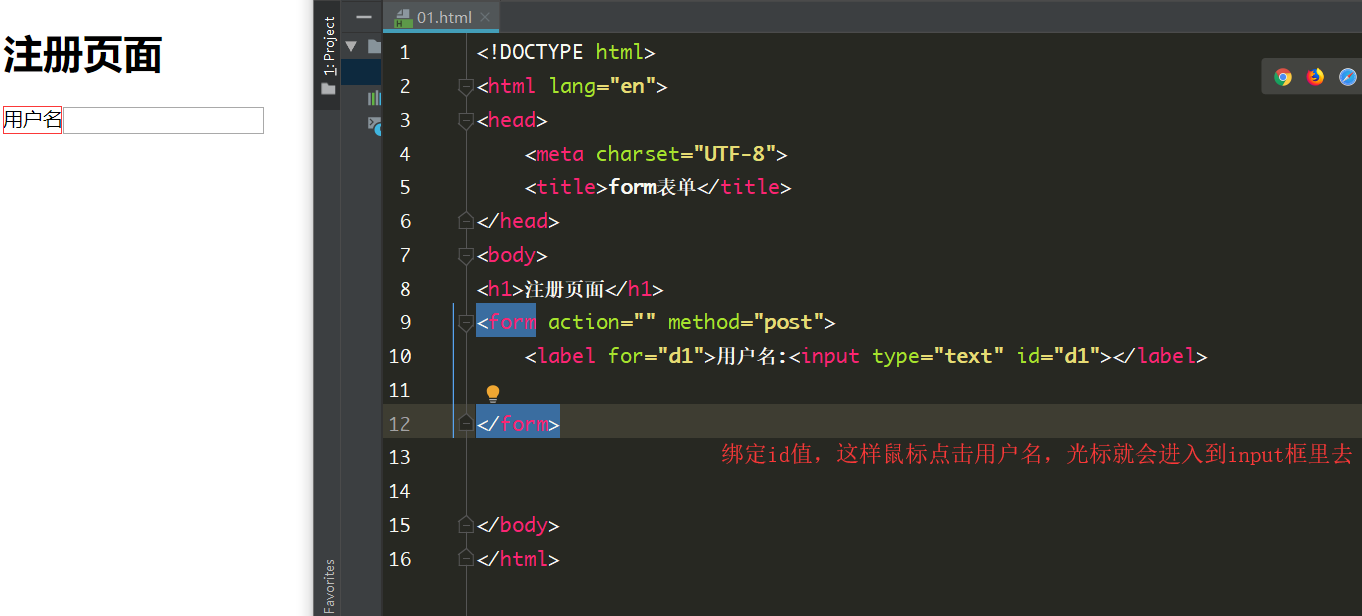 注册页面
用户名
1: Project
Favorites
01.html
1 <!DOCTYPE html>
2 <html lang="en">
3 <head>
4 <meta charset="UTF-8">
5 <title>form表单</title>
6 </head>
7 <body>
8 <h1>注册页面</h1>
9 <form action="" method="post">
10 <label for="d1">用户名:<input type="text" id="d1"></label>
11
12 </form>
13
绑定id值，这样鼠标点击用户名，光标就会进入到input框里去
14
15 </body>
16 </html>